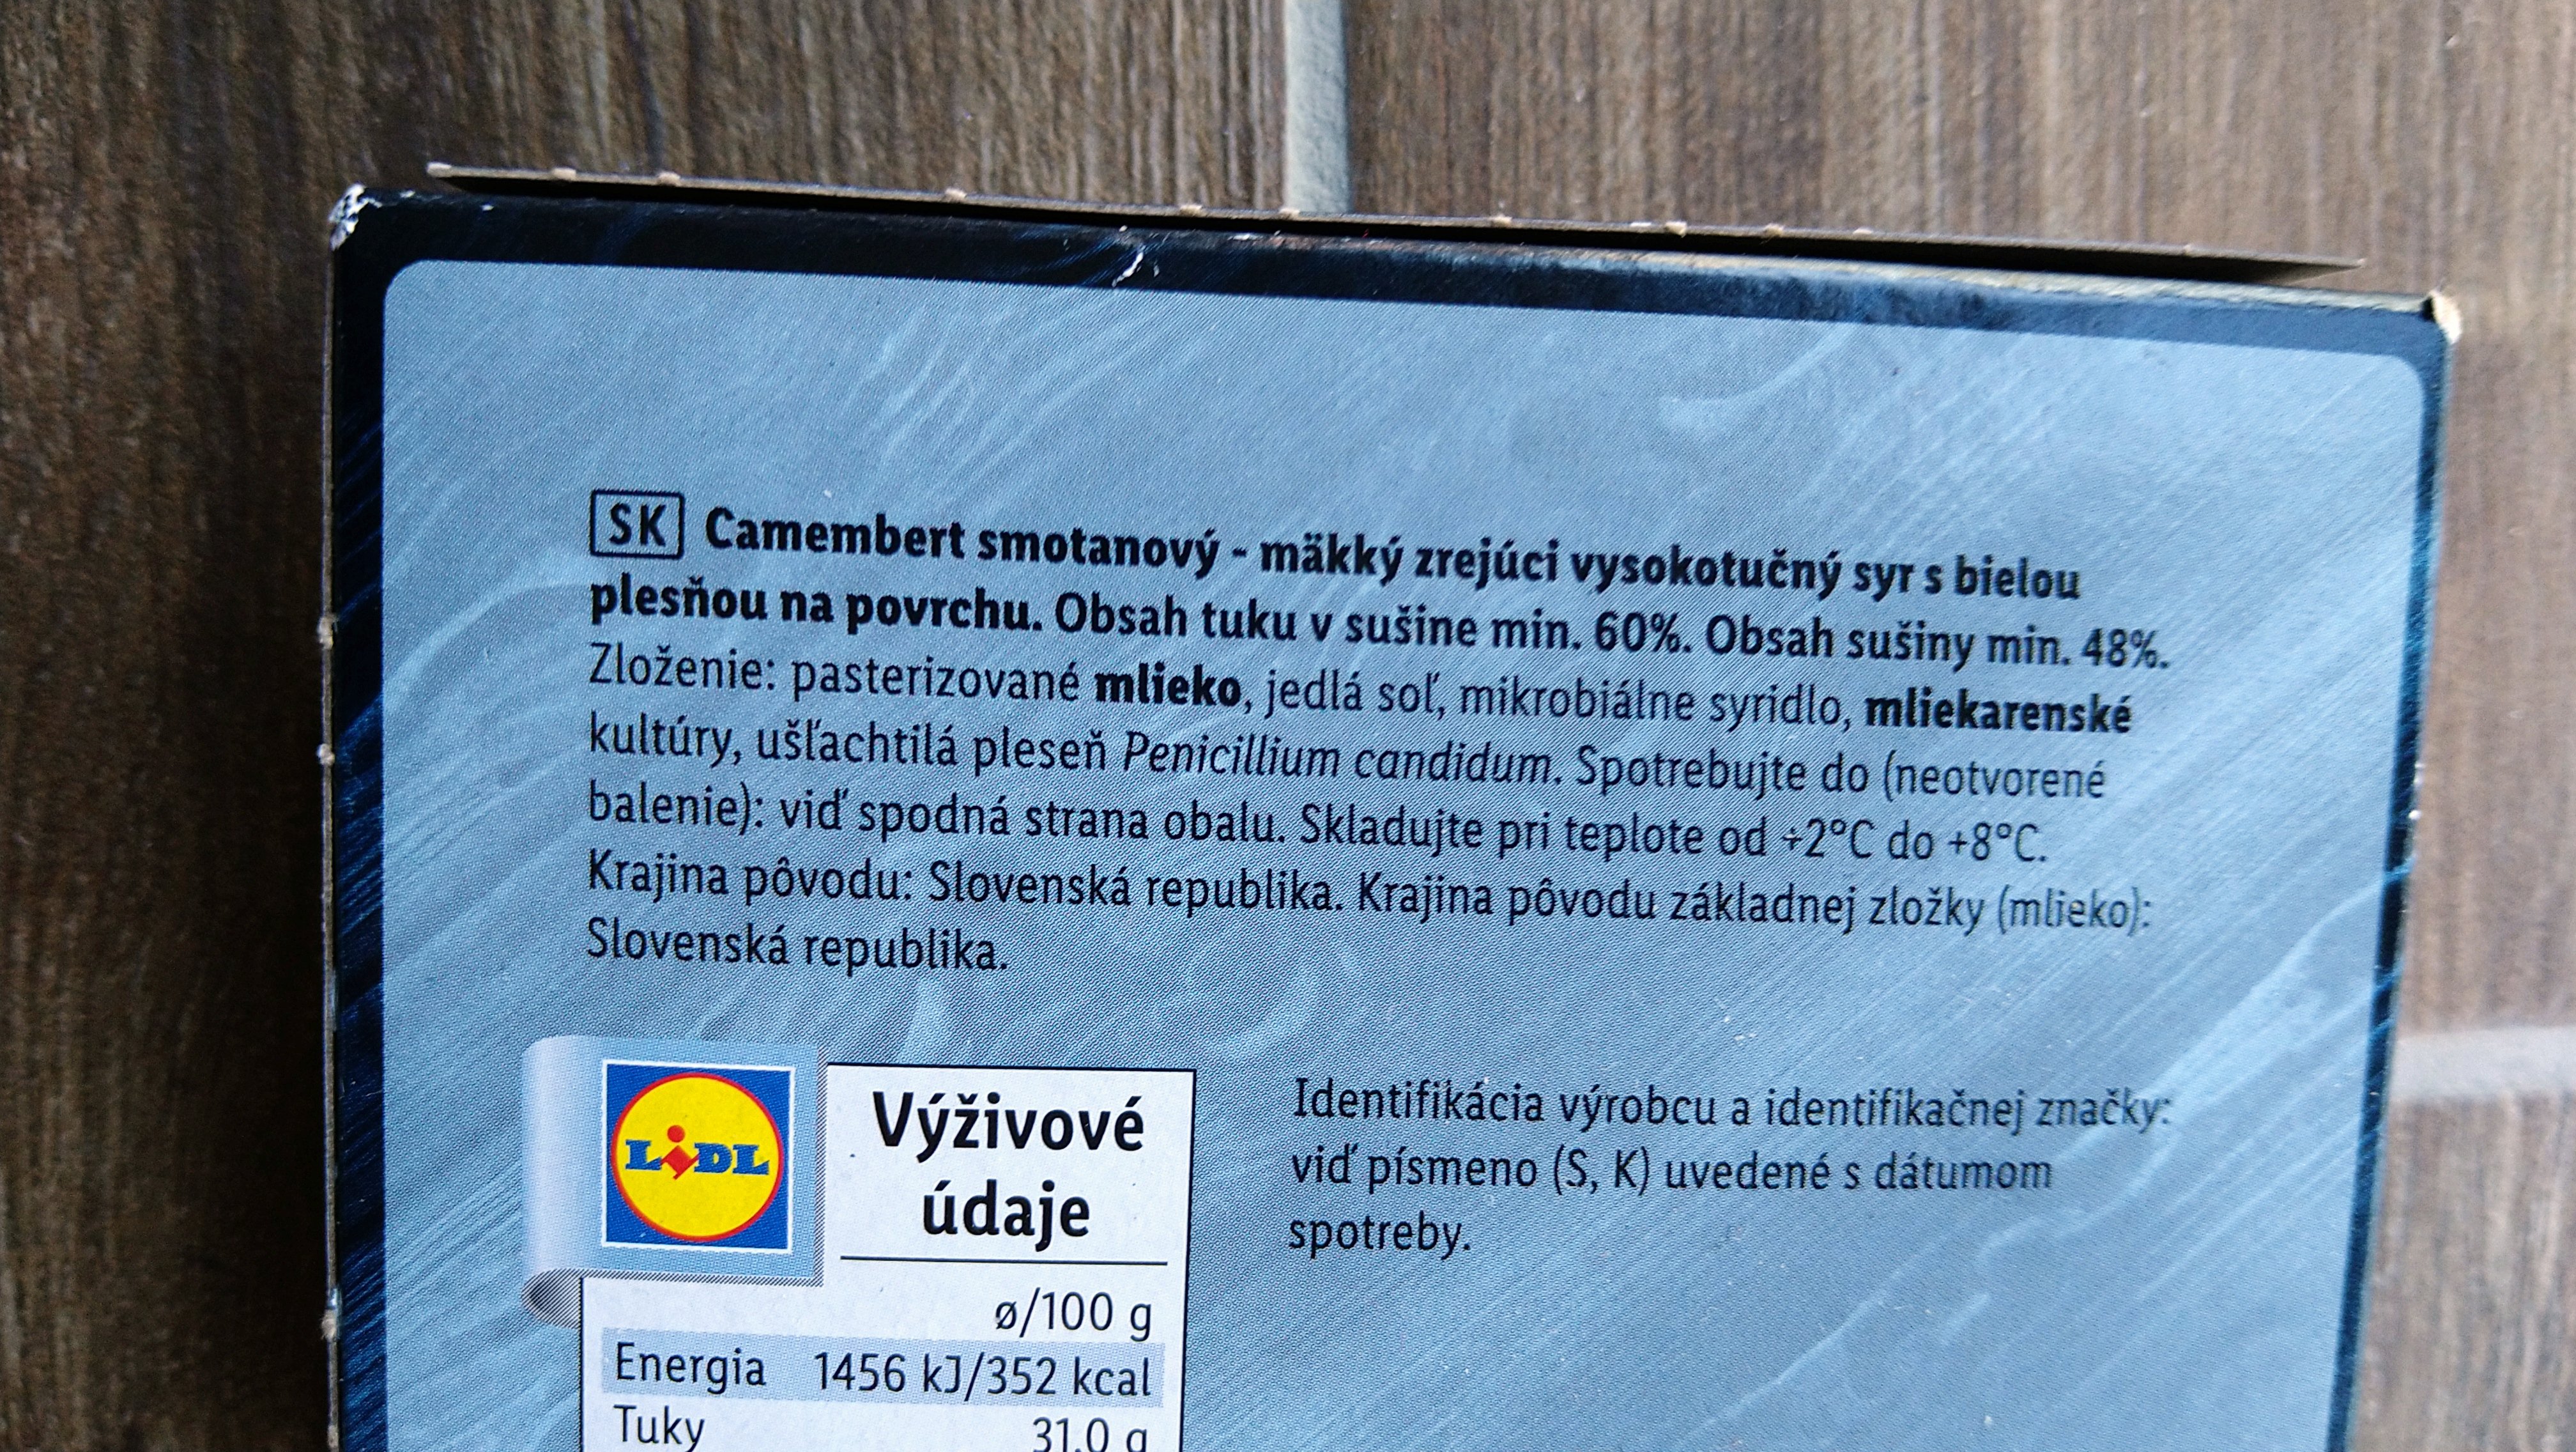 SK Camembert smotanový - mäkký zrejúci vysokotučný syr s bielou
plesňou na povrchu. Obsah tuku v sušine min. 60%. Obsah sušiny min. 48%.
Zloženie: pasterizované mlieko, jedlá soľ, mikrobiálne syridlo, mliekarenské
kultúry, ušľachtilá pleseň Penicillium candidum. Spotrebujte do (neotvorené
balenie): viď spodná strana obalu. Skladujte pri teplote od +2°C do +8°C.
Krajina pôvodu: Slovenská republika. Krajina pôvodu základnej zložky (mlieko):
Slovenská republika.
LIDL
Výživové
údaje
ø/100 g
Energia 1456 kJ/352 kcal
Tuky 31,0 g
Identifikácia výrobcu a identifikačnej značky:
viď písmeno (S, K) uvedené s dátumom
spotreby.